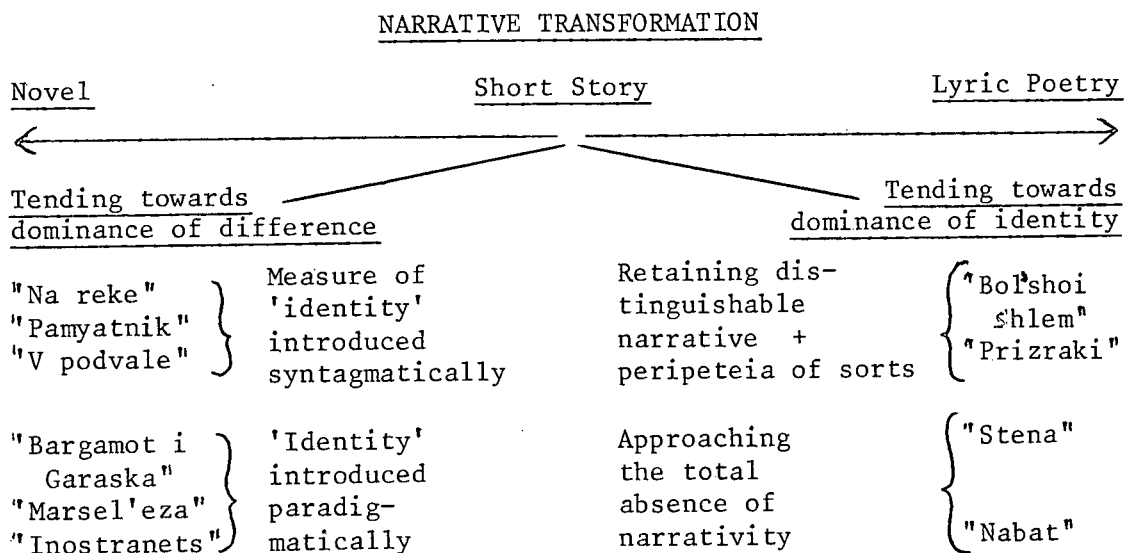 NARRATIVE TRANSFORMATION
Novel Short Story Lyric Poetry
Tending towards
dominance of difference
Tending towards
dominance of identity
"Na reke"
"Pamyatnik"
"V podvale"
Measure of
'identity'
introduced
syntagmatically
Retaining dis-
tinguishable
narrative +
peripeteia of sorts
"Bol'shoi
Shlem"
"Prizraki"
"Bargamot i
Garaska"
"Marsel'eza"
"Inostranets"
'Identity'
introduced
paradig-
matically
Approaching
the total
absence of
narrativity
"Stena"
"Nabat"